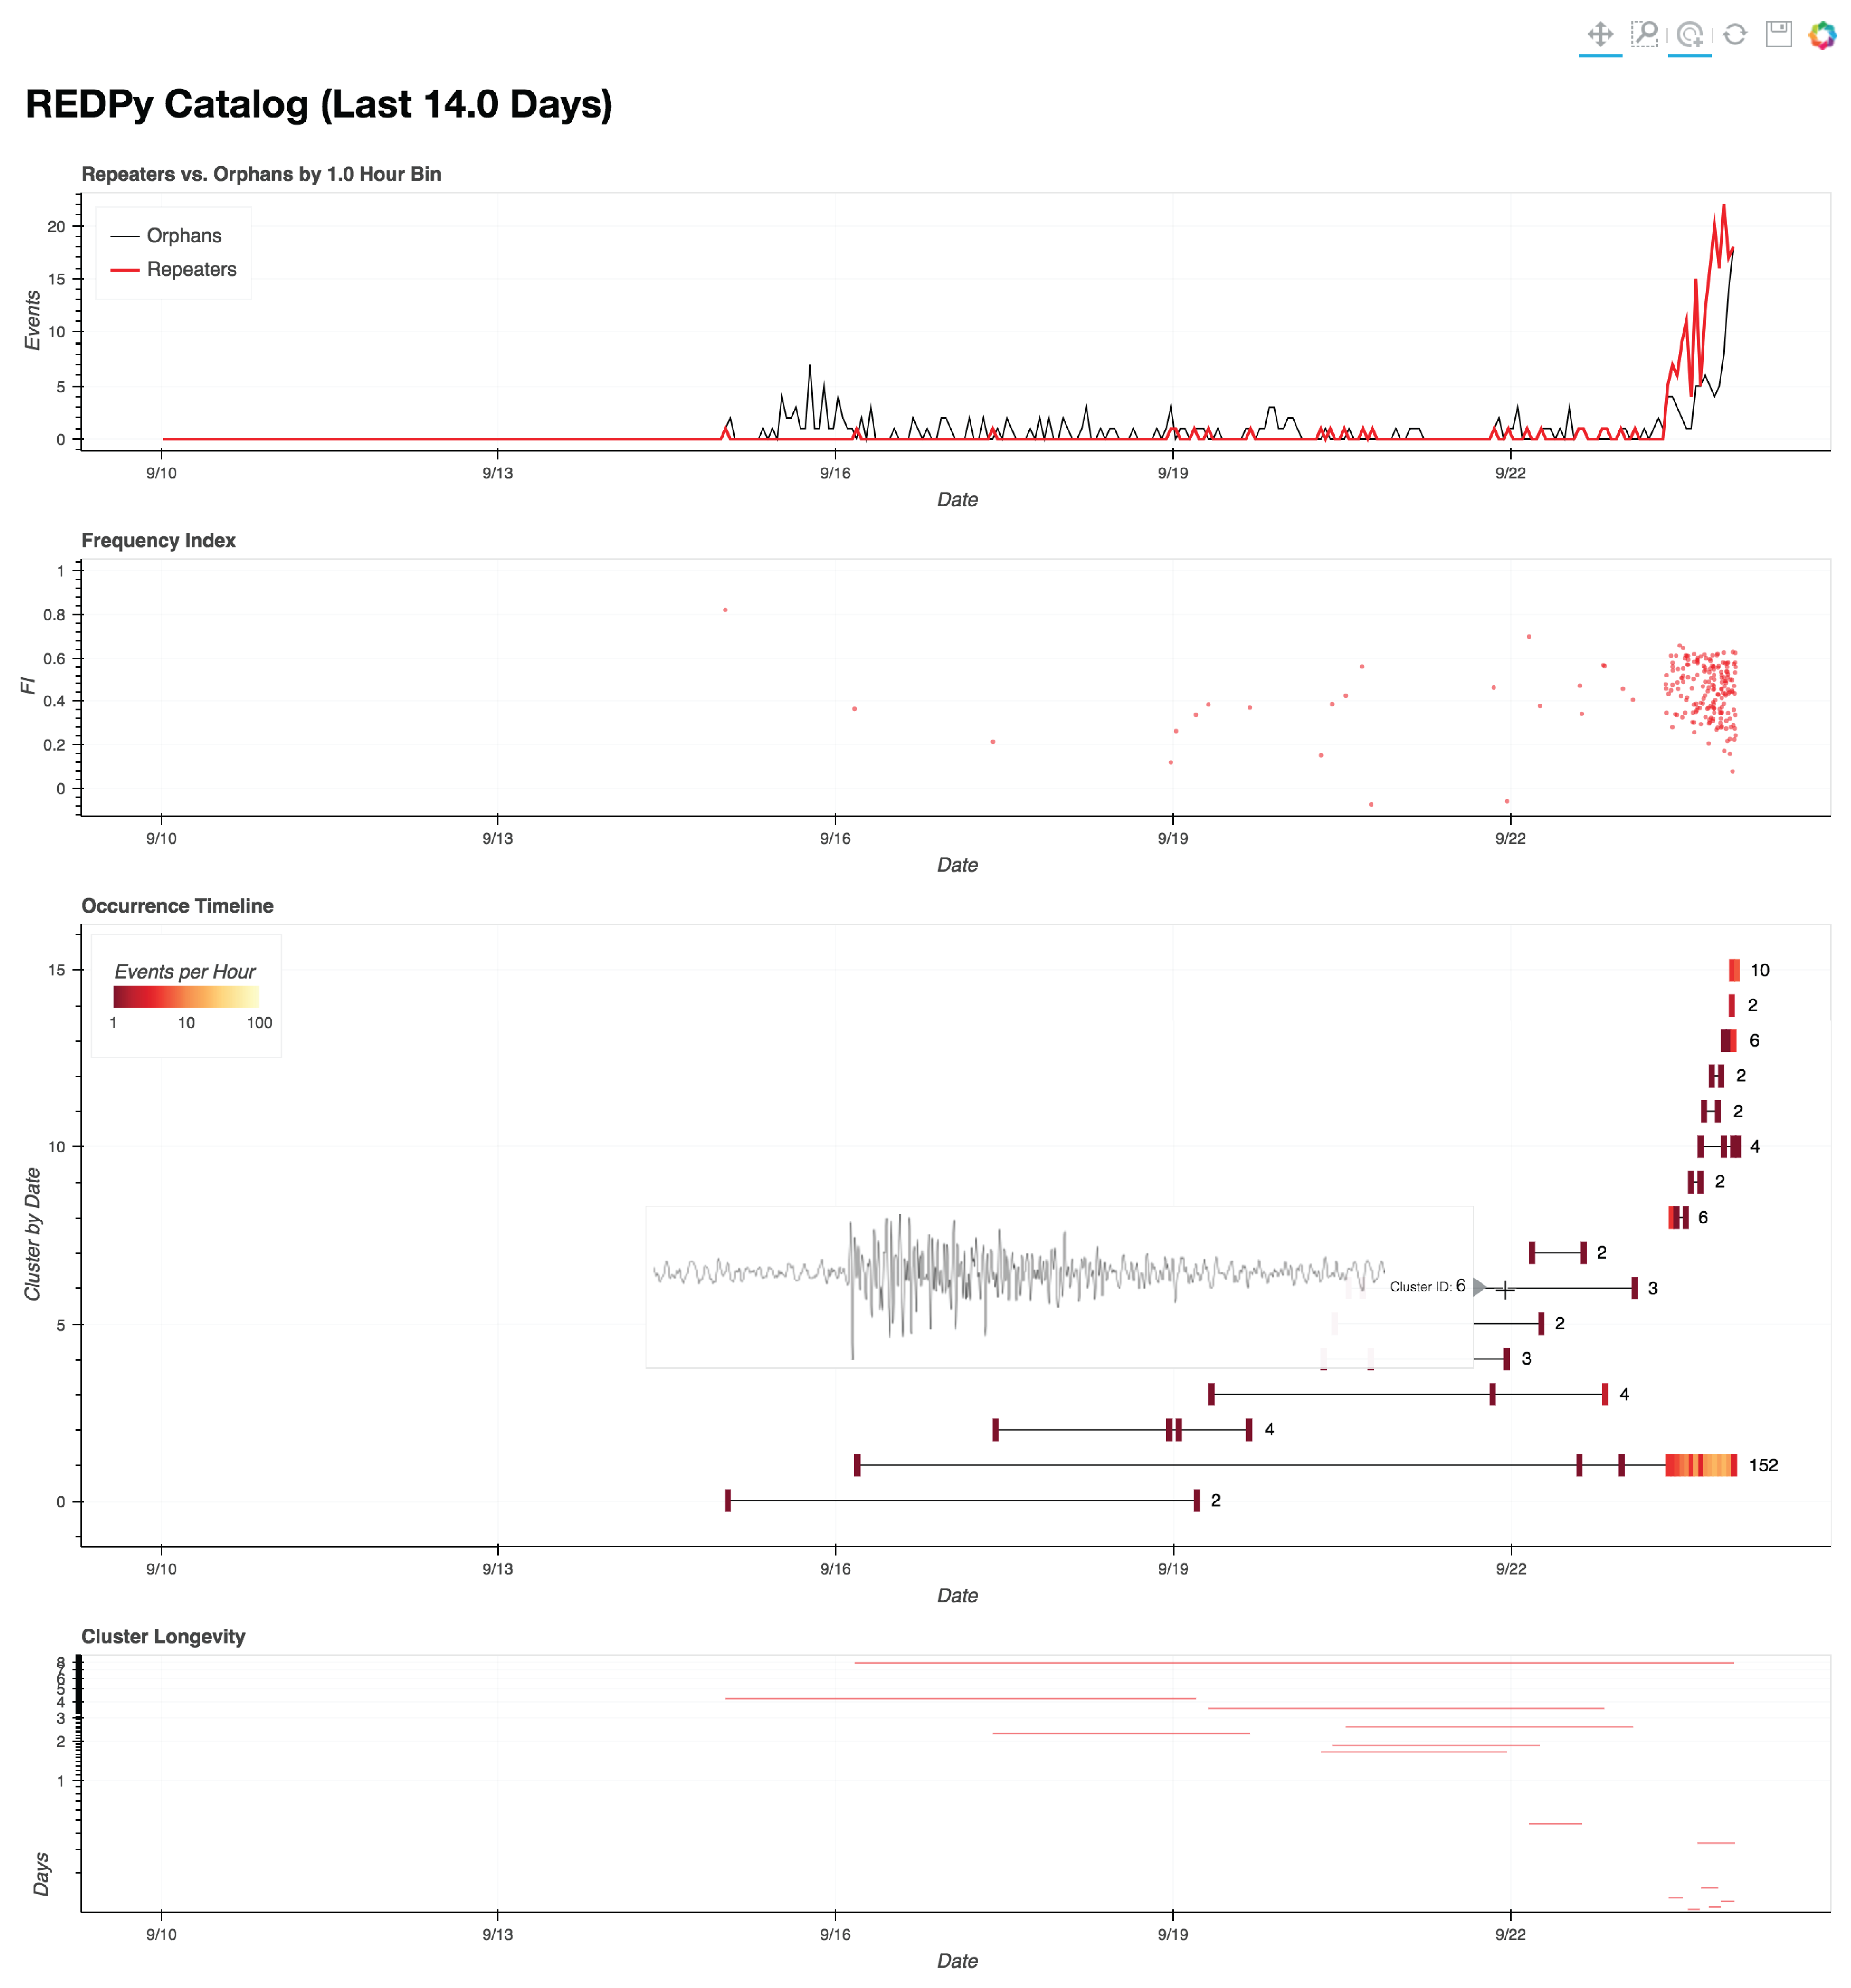 REDPy Catalog (Last 14.0 Days)
Repeaters vs. Orphans by 1.0 Hour Bin
Orphans
Repeaters
Events
20
15
10
5
0
9/10 9/13 9/16 9/19 9/22
Date
Frequency Index
FI
1
0.8
0.6
0.4
0.2
0
9/10 9/13 9/16 9/19 9/22
Date
Occurrence Timeline
Events per Hour
1 10 100
Cluster by Date
15
10
5
0
10
2
6
2
2
4
2
6
2
Cluster ID: 6
3
2
3
4
4
152
2
9/10 9/13 9/16 9/19 9/22
Date
Cluster Longevity
8
7
6
5
4
3
2
1
Days
9/10 9/13 9/16 9/19 9/22
Date